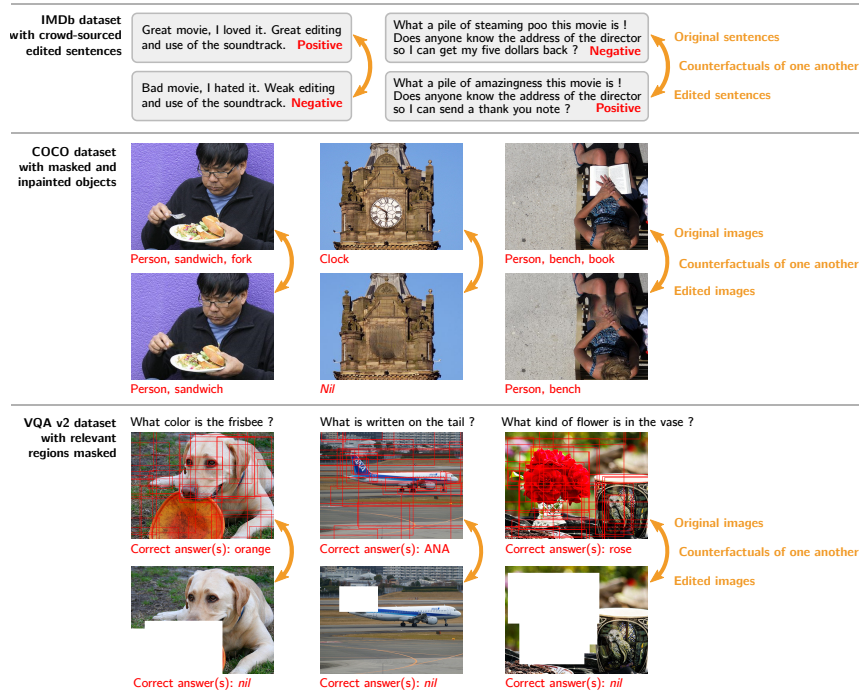 IMDb dataset
with crowd-sourced
edited sentences
Great movie, I loved it. Great editing
and use of the soundtrack. Positive
What a pile of steaming poo this movie is !
Does anyone know the address of the director
so I can get my five dollars back ? Negative
Original sentences
Counterfactuals of one another
Edited sentences
Bad movie, I hated it. Weak editing
and use of the soundtrack. Negative
What a pile of amazingness this movie is !
Does anyone know the address of the director
so I can send a thank you note ? Positive
COCO dataset
with masked and
inpainted objects
Person, sandwich, fork
Clock
Person, bench, book
Original images
Counterfactuals of one another
Edited images
Person, sandwich
Nil
Person, bench
VQA v2 dataset
with relevant
regions masked
What color is the frisbee ?
What is written on the tail ?
What kind of flower is in the vase ?
ANA
Correct answer(s): orange
Correct answer(s): ANA
Correct answer(s): rose
Original images
Counterfactuals of one another
Edited images
Correct answer(s): nil
Correct answer(s): nil
Correct answer(s): nil